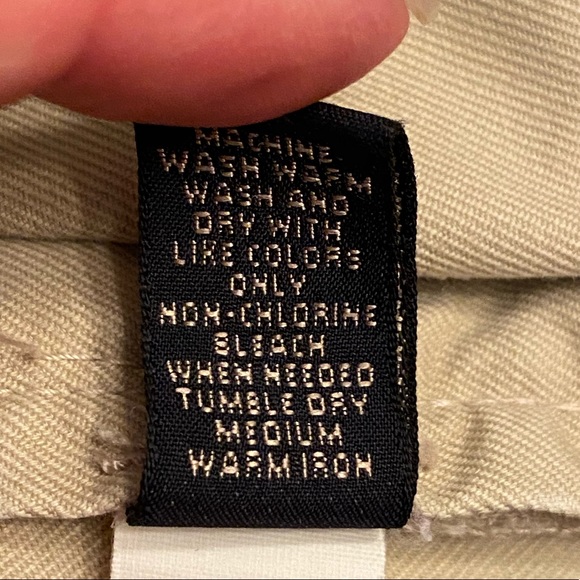 MACHINE
WASH WARM
WASH AND
DRY WITH
LIKE COLORS
ONLY
NON-CHLORINE
BLEACH
WHEN NEEDED
TUMBLE DRY
MEDIUM
WARM IRON